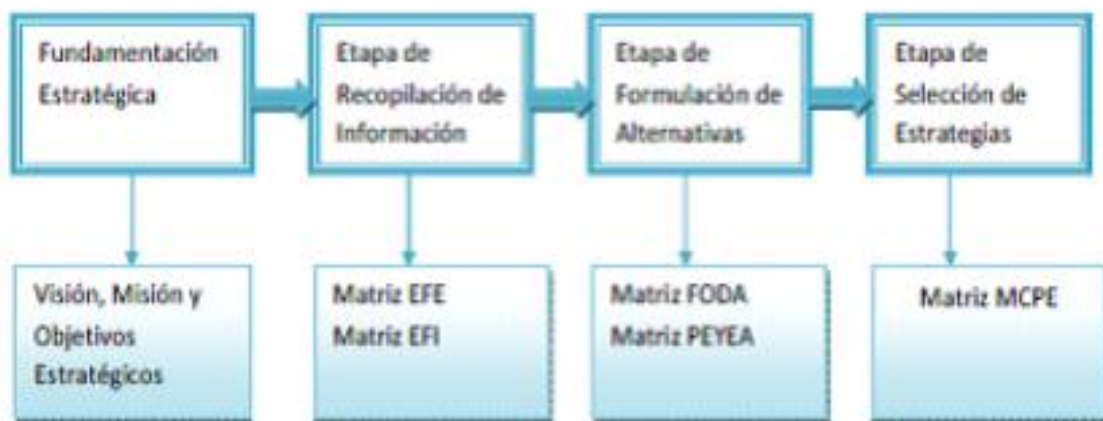 Fundamentación
Estratégica
Etapa de
Recopilación de
Información
Etapa de
Formulación de
Alternativas
Etapa de
Selección de
Estrategias
Visión, Misión y
Objetivos
Estratégicos
Matriz EFE
Matriz EFI
Matriz FODA
Matriz PEYEA
Matriz MCPE